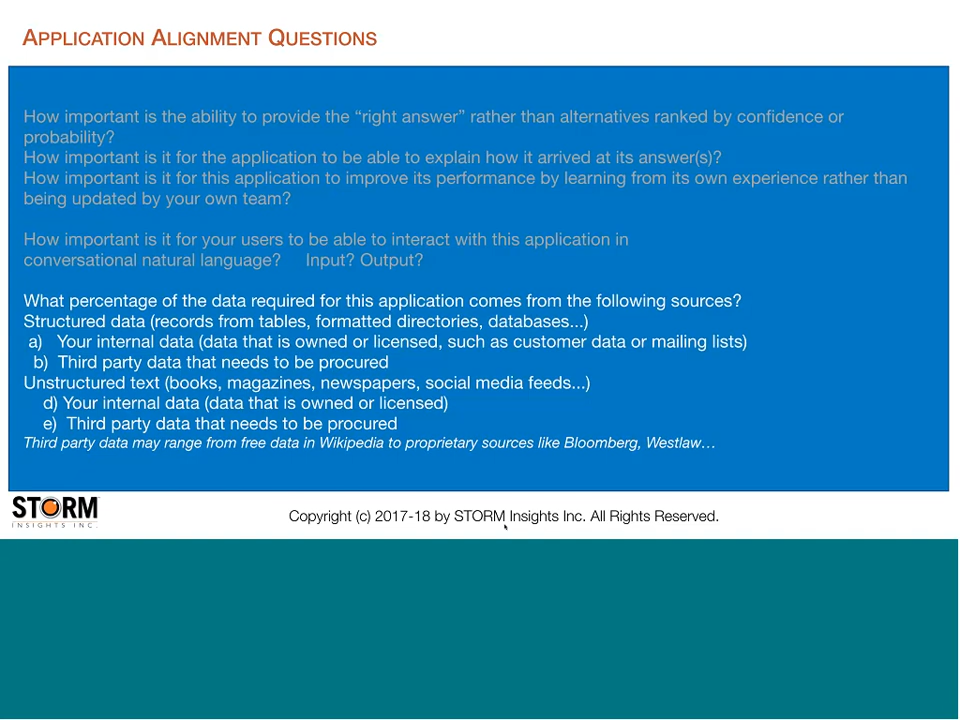 APPLICATION ALIGNMENT QUESTIONS
How important is the ability to provide the “right answer” rather than alternatives ranked by confidence or
probability?
How important is it for the application to be able to explain how it arrived at its answer(s)?
How important is it for this application to improve its performance by learning from its own experience rather than
being updated by your own team?
How important is it for your users to be able to interact with this application in
conversational natural language? Input? Output?
What percentage of the data required for this application comes from the following sources?
Structured data (records from tables, formatted directories, databases...)
a) Your internal data (data that is owned or licensed, such as customer data or mailing lists)
b) Third party data that needs to be procured
Unstructured text (books, magazines, newspapers, social media feeds...)
d) Your internal data (data that is owned or licensed)
e) Third party data that needs to be procured
Third party data may range from free data in Wikipedia to proprietary sources like Bloomberg, Westlaw…
STORM
INSIGHTS INC.
Copyright (c) 2017-18 by STORM Insights Inc. All Rights Reserved.